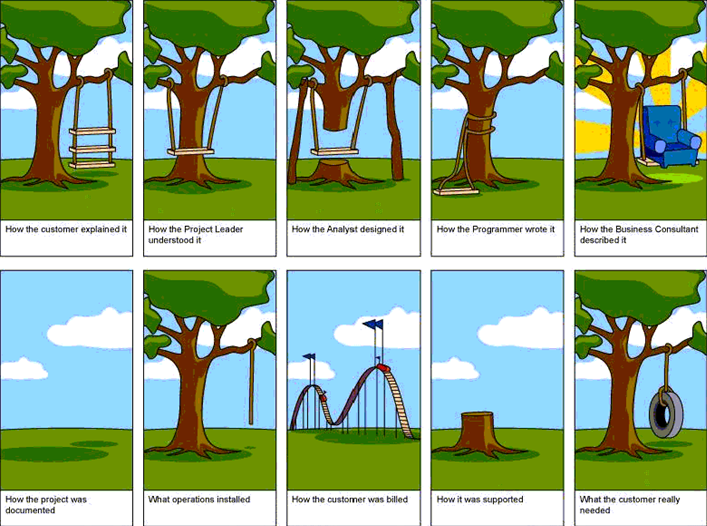 How the customer explained it
How the Project Leader
understood it
How the Analyst designed it
How the Programmer wrote it
How the Business Consultant
described it
How the project was
documented
What operations installed
How the customer was billed
How it was supported
What the customer really
needed